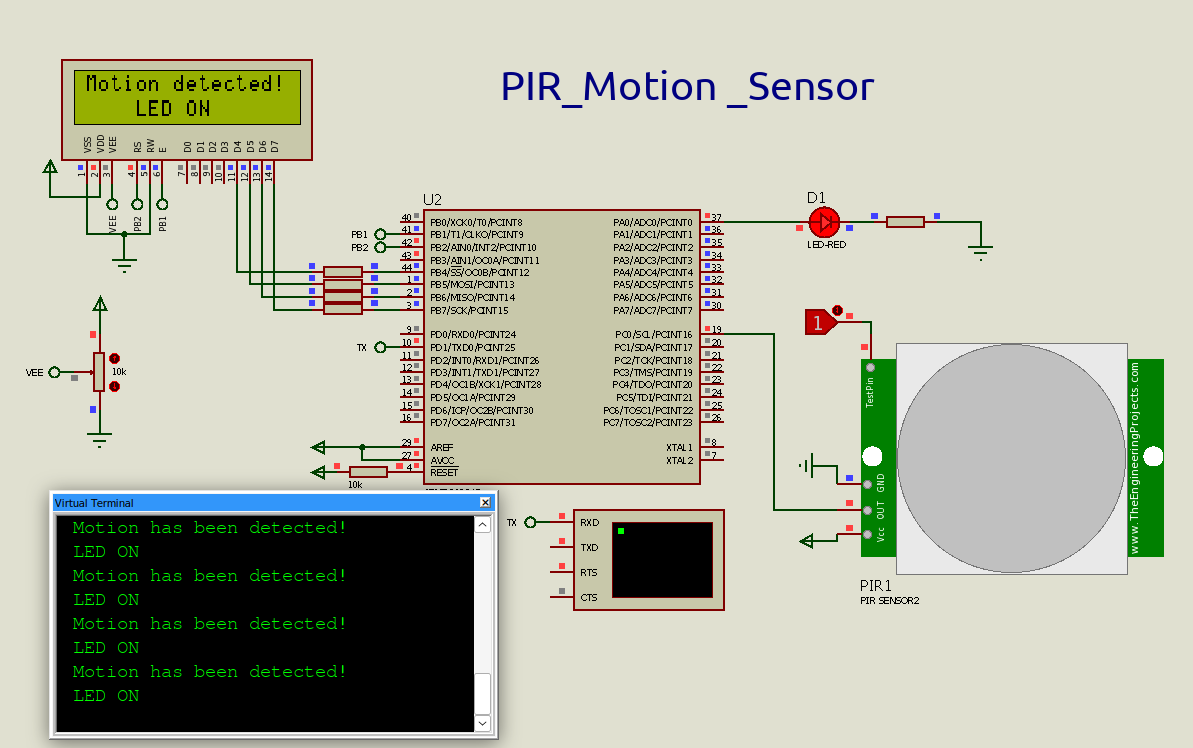 PIR_Motion _Sensor
Motion detected!
LED ON
VSS
VDD
VEE
RS
RW
E
D0
D1
D2
D3
D4
D5
D6
D7
1
2
3
4
5
6
7
8
9
10
11
12
13
14
VEE
PB2
PB1
VEE
10k
U2
PB1
PB2
40 PB0/XCK0/T0/PCINT8
41 PB1/T1/CLKO/PCINT9
42 PB2/AIN0/INT2/PCINT10
43 PB3/AIN1/OC0A/PCINT11
44 PB4/SS/OC0B/PCINT12
1 PB5/MOSI/PCINT13
2 PB6/MISO/PCINT14
3 PB7/SCK/PCINT15
TX
9 PD0/RXD0/PCINT24
10 PD1/TXD0/PCINT25
11 PD2/INT0/RXD1/PCINT26
12 PD3/INT1/TXD1/PCINT27
13 PD4/OC1B/XCK1/PCINT28
14 PD5/OC1A/PCINT29
15 PD6/ICP/OC2B/PCINT30
16 PD7/OC2A/PCINT31
29 AREF
27 AVCC
4 RESET
10k
PA0/ADC0/PCINT0 37
PA1/ADC1/PCINT1 36
PA2/ADC2/PCINT2 35
PA3/ADC3/PCINT3 34
PA4/ADC4/PCINT4 33
PA5/ADC5/PCINT5 32
PA6/ADC6/PCINT6 31
PA7/ADC7/PCINT7 30
PC0/SCL/PCINT16 19
PC1/SDA/PCINT17 20
PC2/TCK/PCINT18 21
PC3/TMS/PCINT19 22
PC4/TDO/PCINT20 23
PC5/TDI/PCINT21 24
PC6/TOSC1/PCINT22 25
PC7/TOSC2/PCINT23 26
XTAL1 8
XTAL2 7
D1
LED-RED
1
TestPin
GND
OUT
Vcc
www.TheEngineeringProjects.com
PIR1
PIR SENSOR2
TX
RXD
TXD
RTS
CTS
Virtual Terminal
Motion has been detected!
LED ON
Motion has been detected!
LED ON
Motion has been detected!
LED ON
Motion has been detected!
LED ON